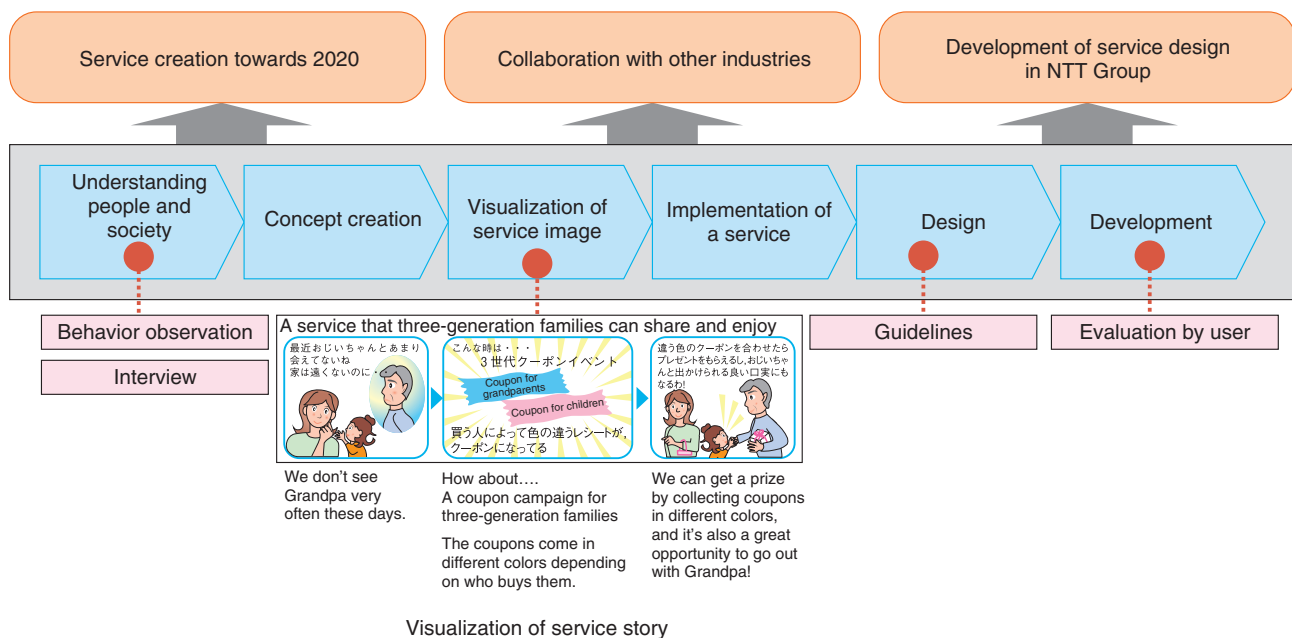 Service creation towards 2020
Collaboration with other industries
Development of service design
in NTT Group
Understanding
people and
society
Concept creation
Visualization of
service image
Implementation of
a service
Design
Development
Behavior observation
Interview
A service that three-generation families can share and enjoy
Guidelines
Evaluation by user
最近おじいちゃんとあまり
会えてないね
家は遠くないのに・・
こんな時は・・・
3世代クーポンイベント
Coupon for
grandparents
Coupon for children
買う人によって色の違うレシートが，
クーポンになってる
違う色のクーポンを合わせたら
プレゼントをもらえるし，おじいちゃ
んと出かけられる良い口実にも
なるわ！
We don’t see
Grandpa very
often these days.
How about....
A coupon campaign for
three-generation families
The coupons come in
different colors depending
on who buys them.
We can get a prize
by collecting coupons
in different colors,
and it’s also a great
opportunity to go out
with Grandpa!
Visualization of service story